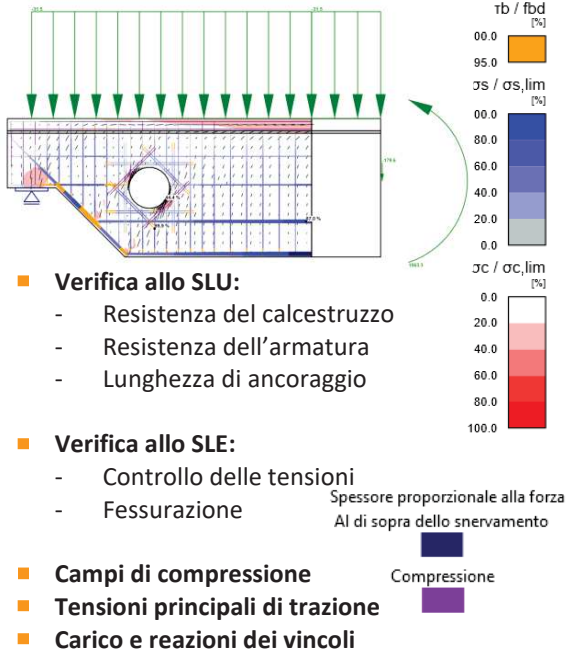 τb / fbd
[%]
00.0
95.0
σs / σs,lim
[%]
00.0
80.0
60.0
40.0
20.0
0.0
σc / σc,lim
[%]
0.0
20.0
40.0
60.0
80.0
100.0
Verifica allo SLU:
- Resistenza del calcestruzzo
- Resistenza dell'armatura
- Lunghezza di ancoraggio
Verifica allo SLE:
- Controllo delle tensioni
- Fessurazione
Spessore proporzionale alla forza
Al di sopra dello snervamento
Compressione
Campi di compressione
Tensioni principali di trazione
Carico e reazioni dei vincoli